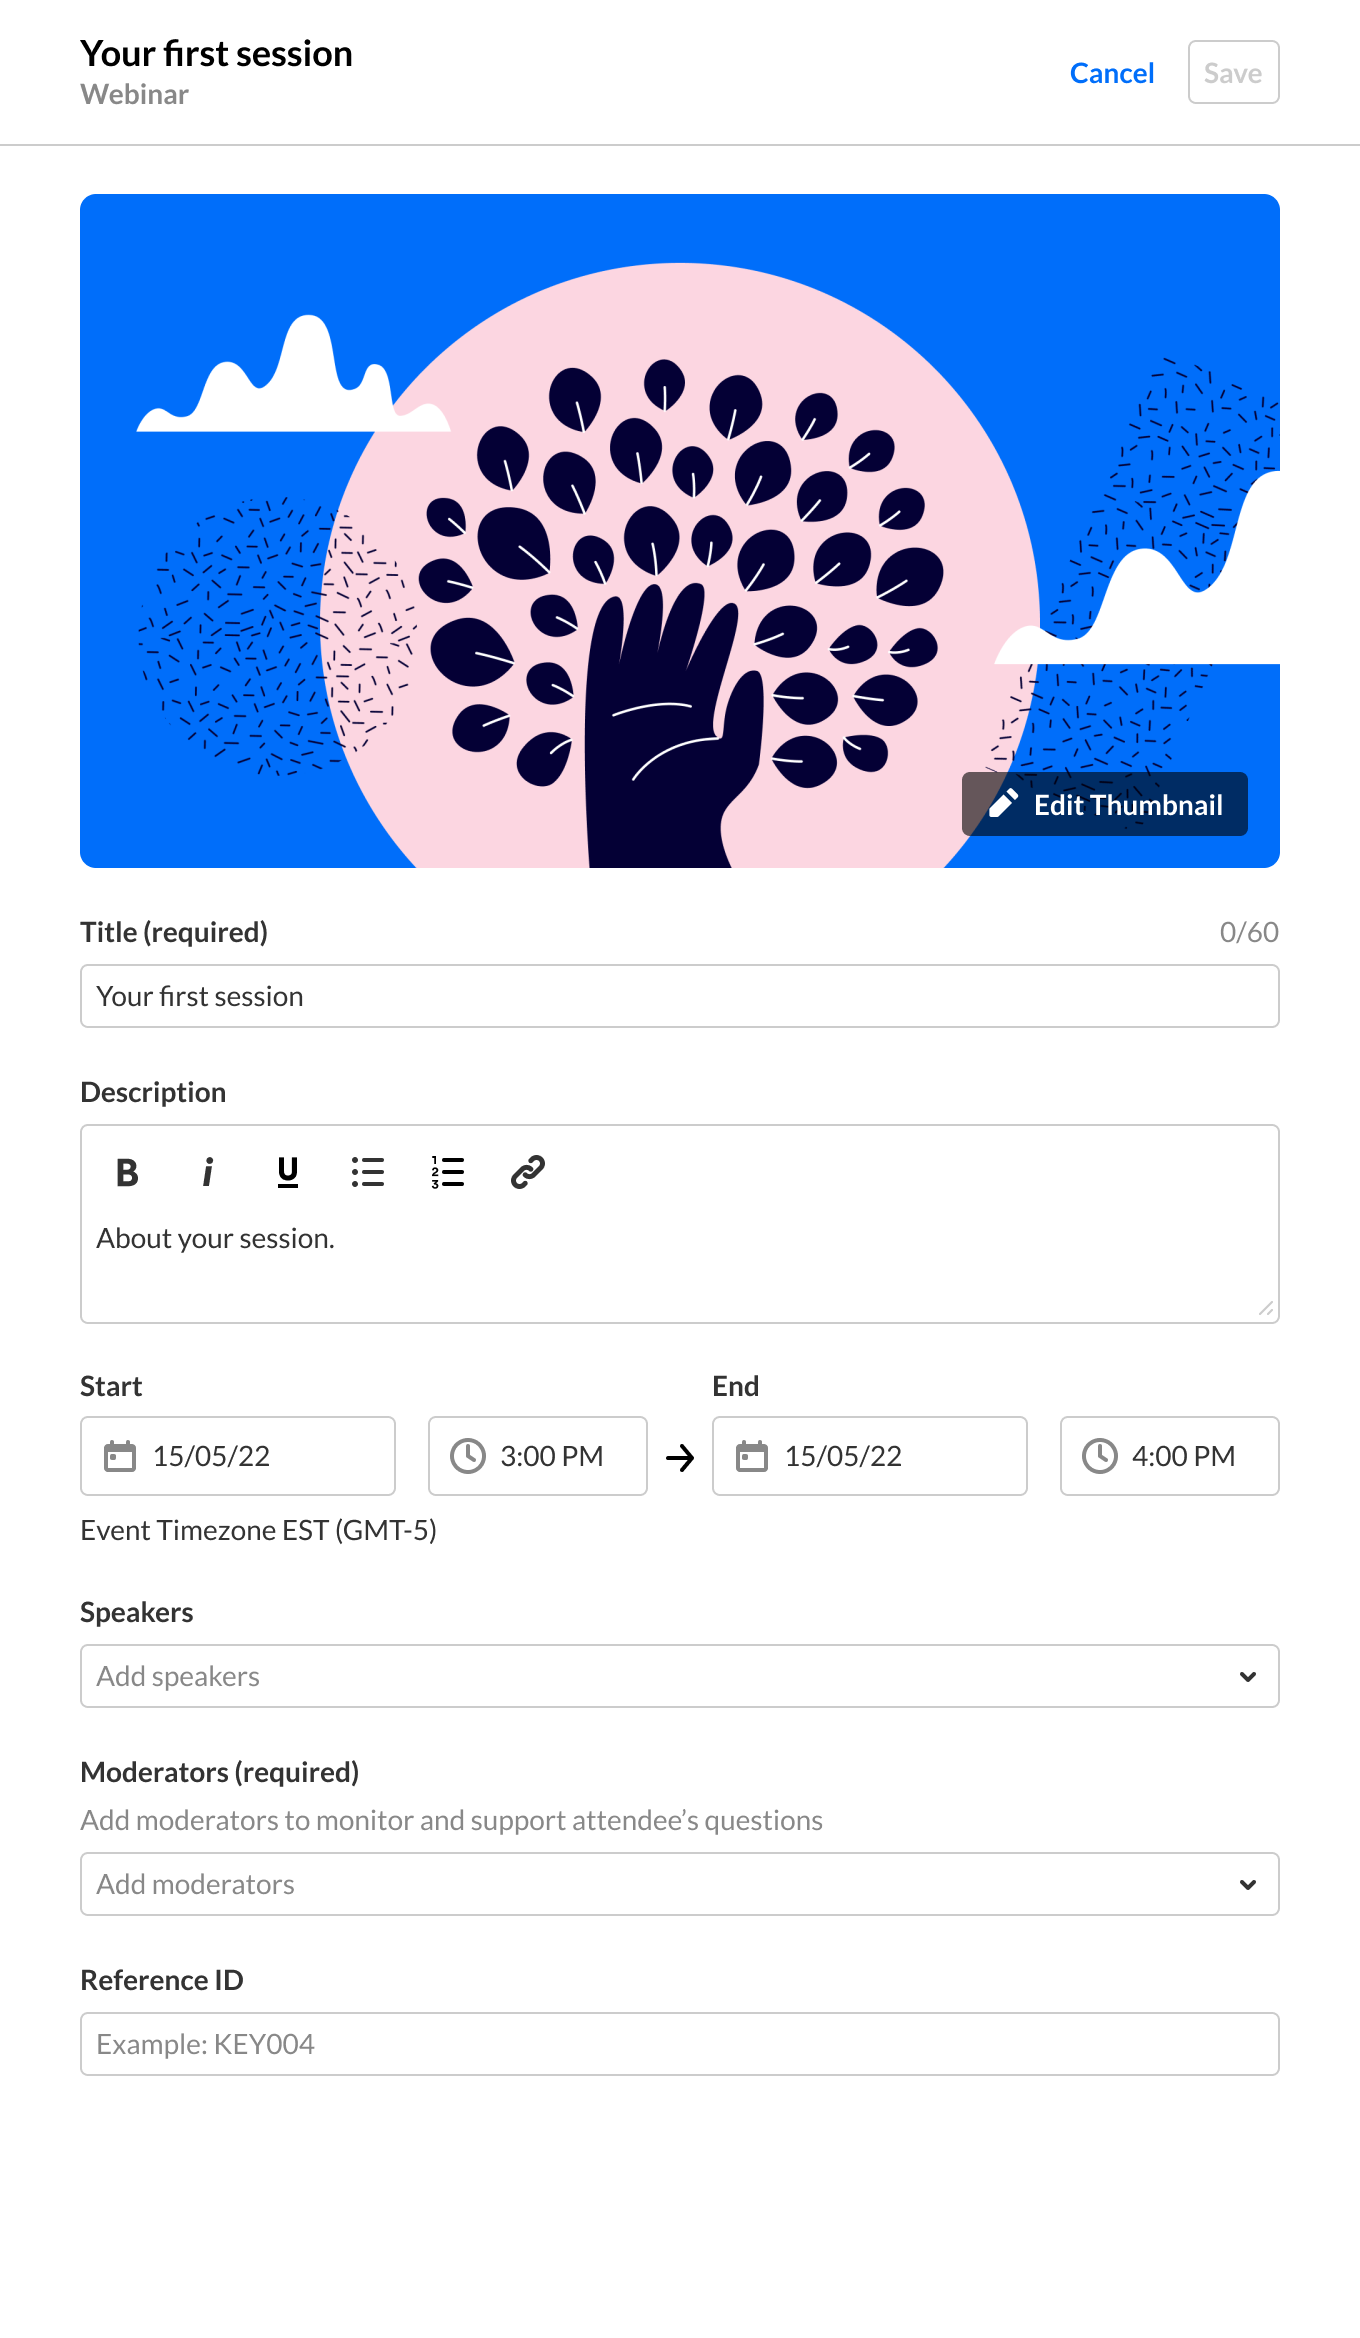 Your first session
Webinar
Cancel
Save
Edit Thumbnail
Title (required)
0/60
Your first session
Description
B i U
About your session.
Start
End
15/05/22
3:00 PM
15/05/22
4:00 PM
Event Timezone EST (GMT-5)
Speakers
Add speakers
Moderators (required)
Add moderators to monitor and support attendee’s questions
Add moderators
Reference ID
Example: KEY004